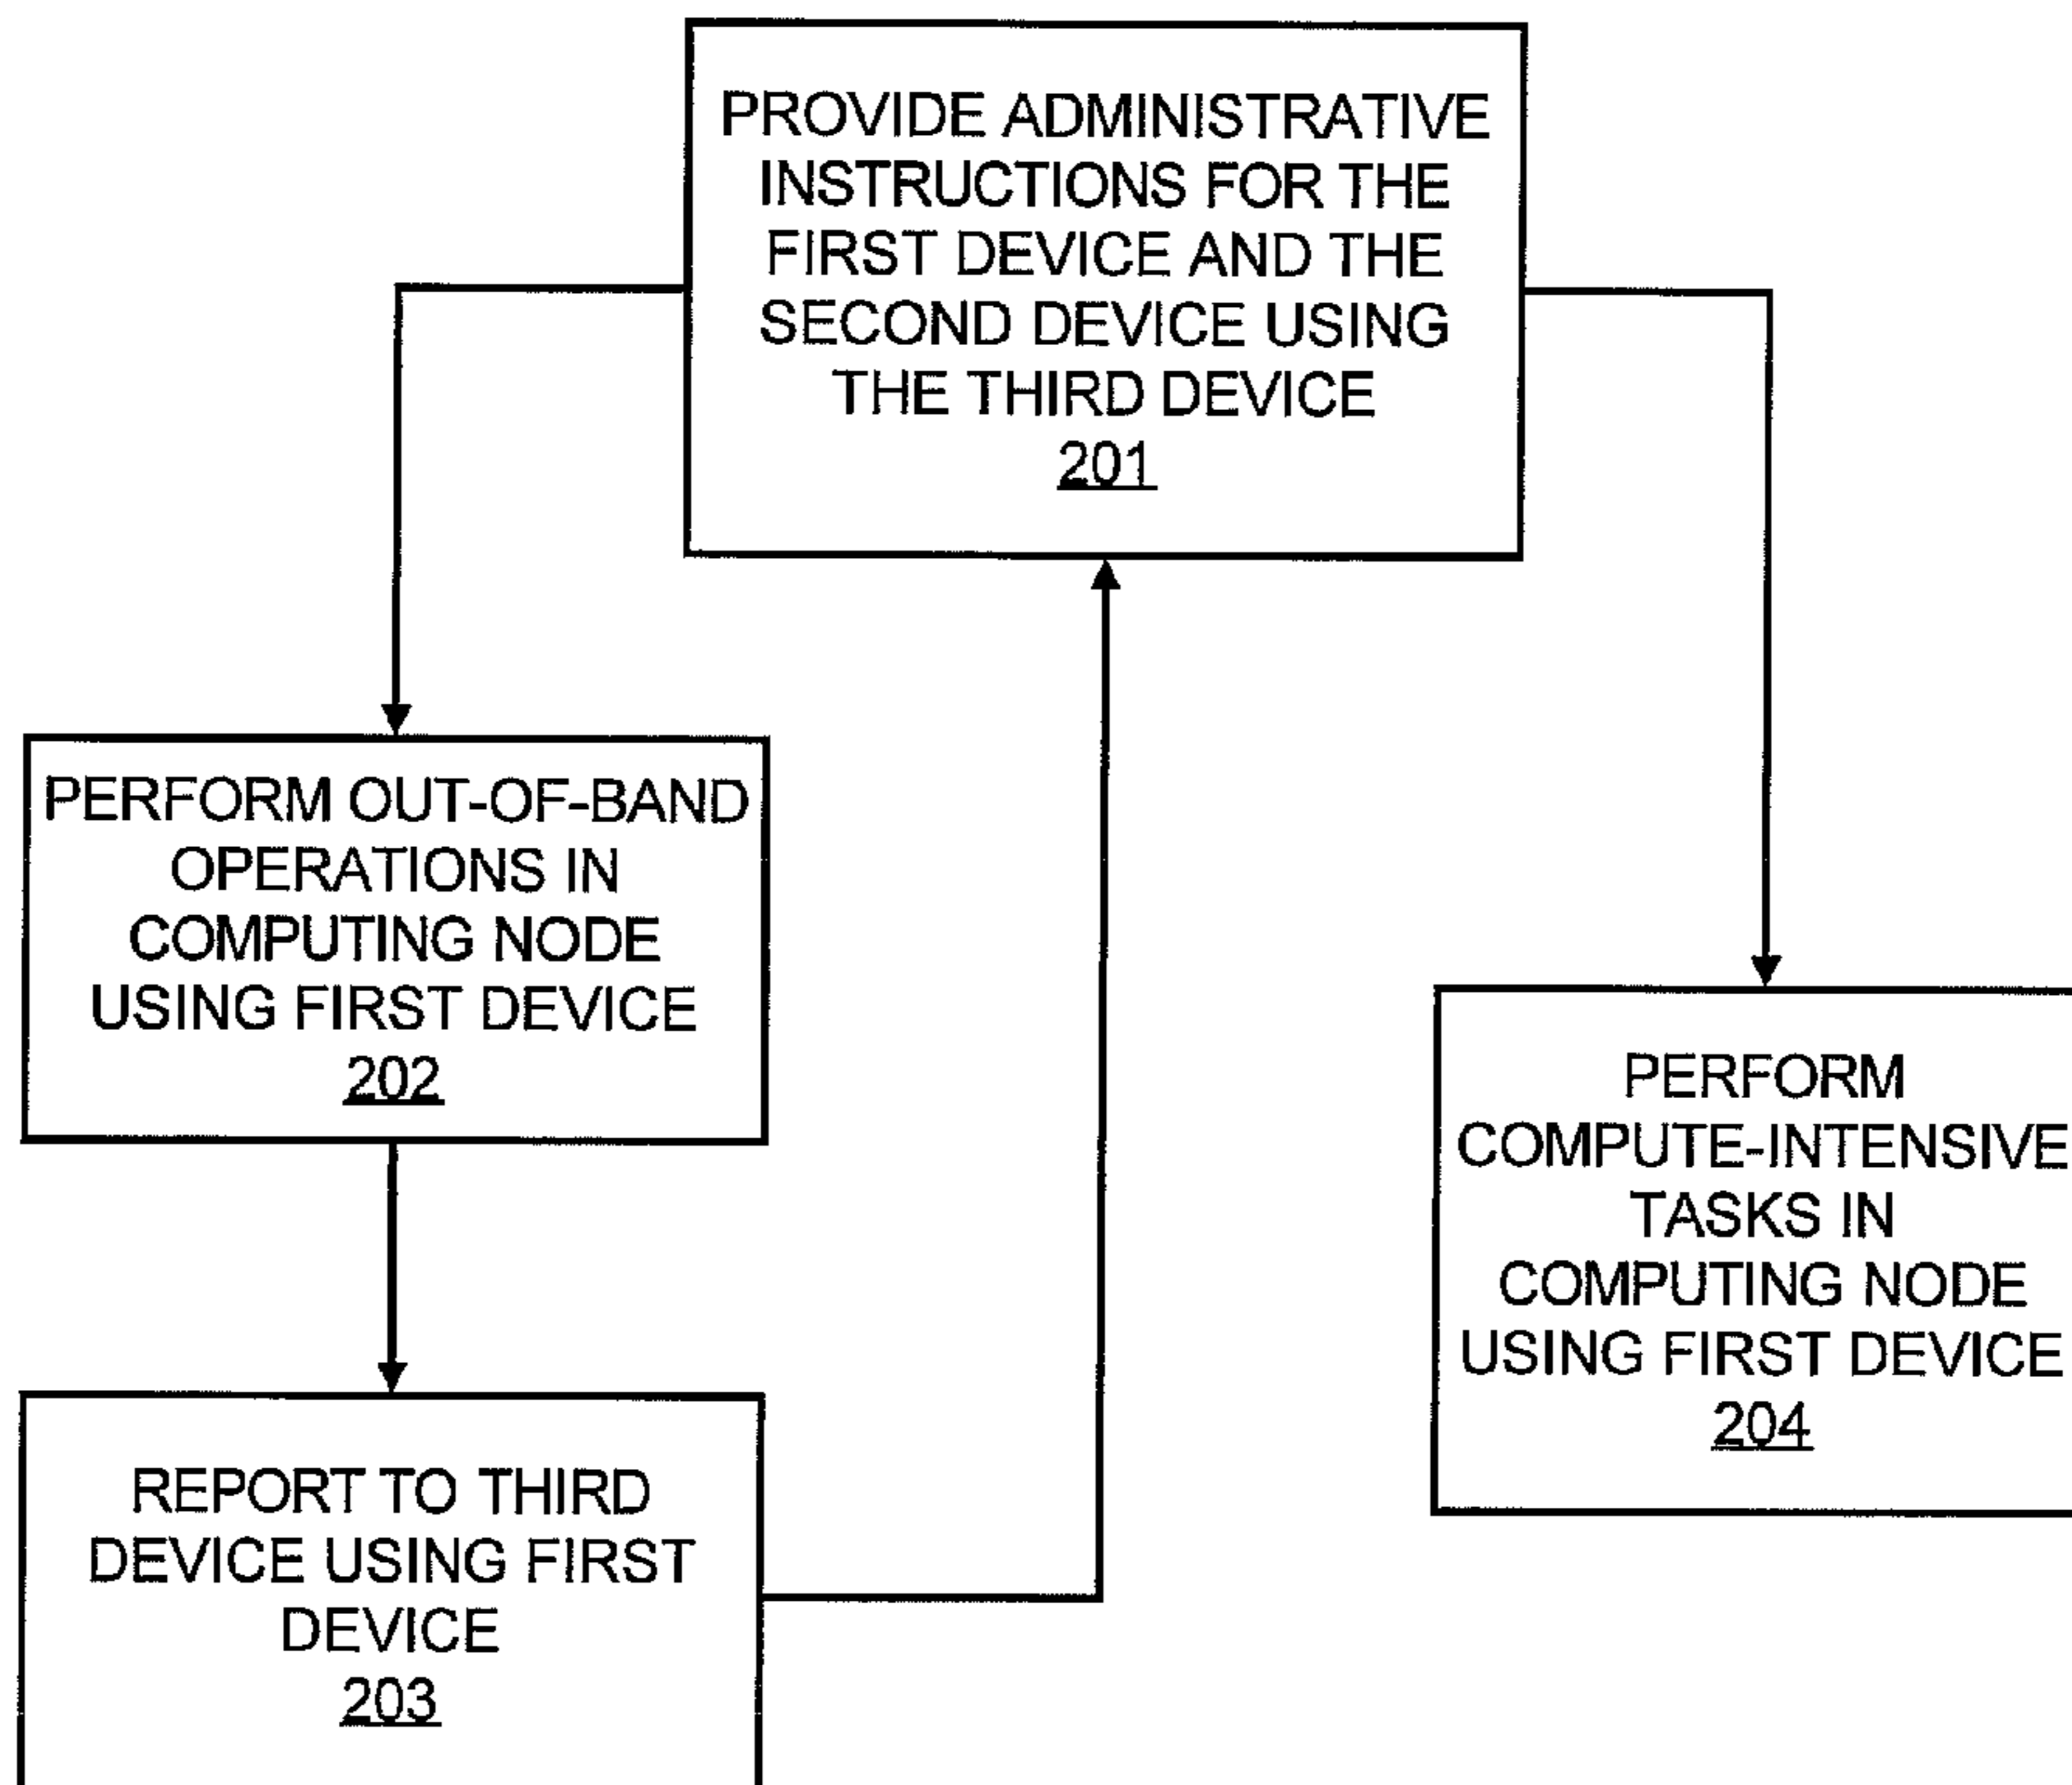 PROVIDE ADMINISTRATIVE
INSTRUCTIONS FOR THE
FIRST DEVICE AND THE
SECOND DEVICE USING
THE THIRD DEVICE
201
PERFORM OUT-OF-BAND
OPERATIONS IN
COMPUTING NODE
USING FIRST DEVICE
202
REPORT TO THIRD
DEVICE USING FIRST
DEVICE
203
PERFORM
COMPUTE-INTENSIVE
TASKS IN
COMPUTING NODE
USING FIRST DEVICE
204